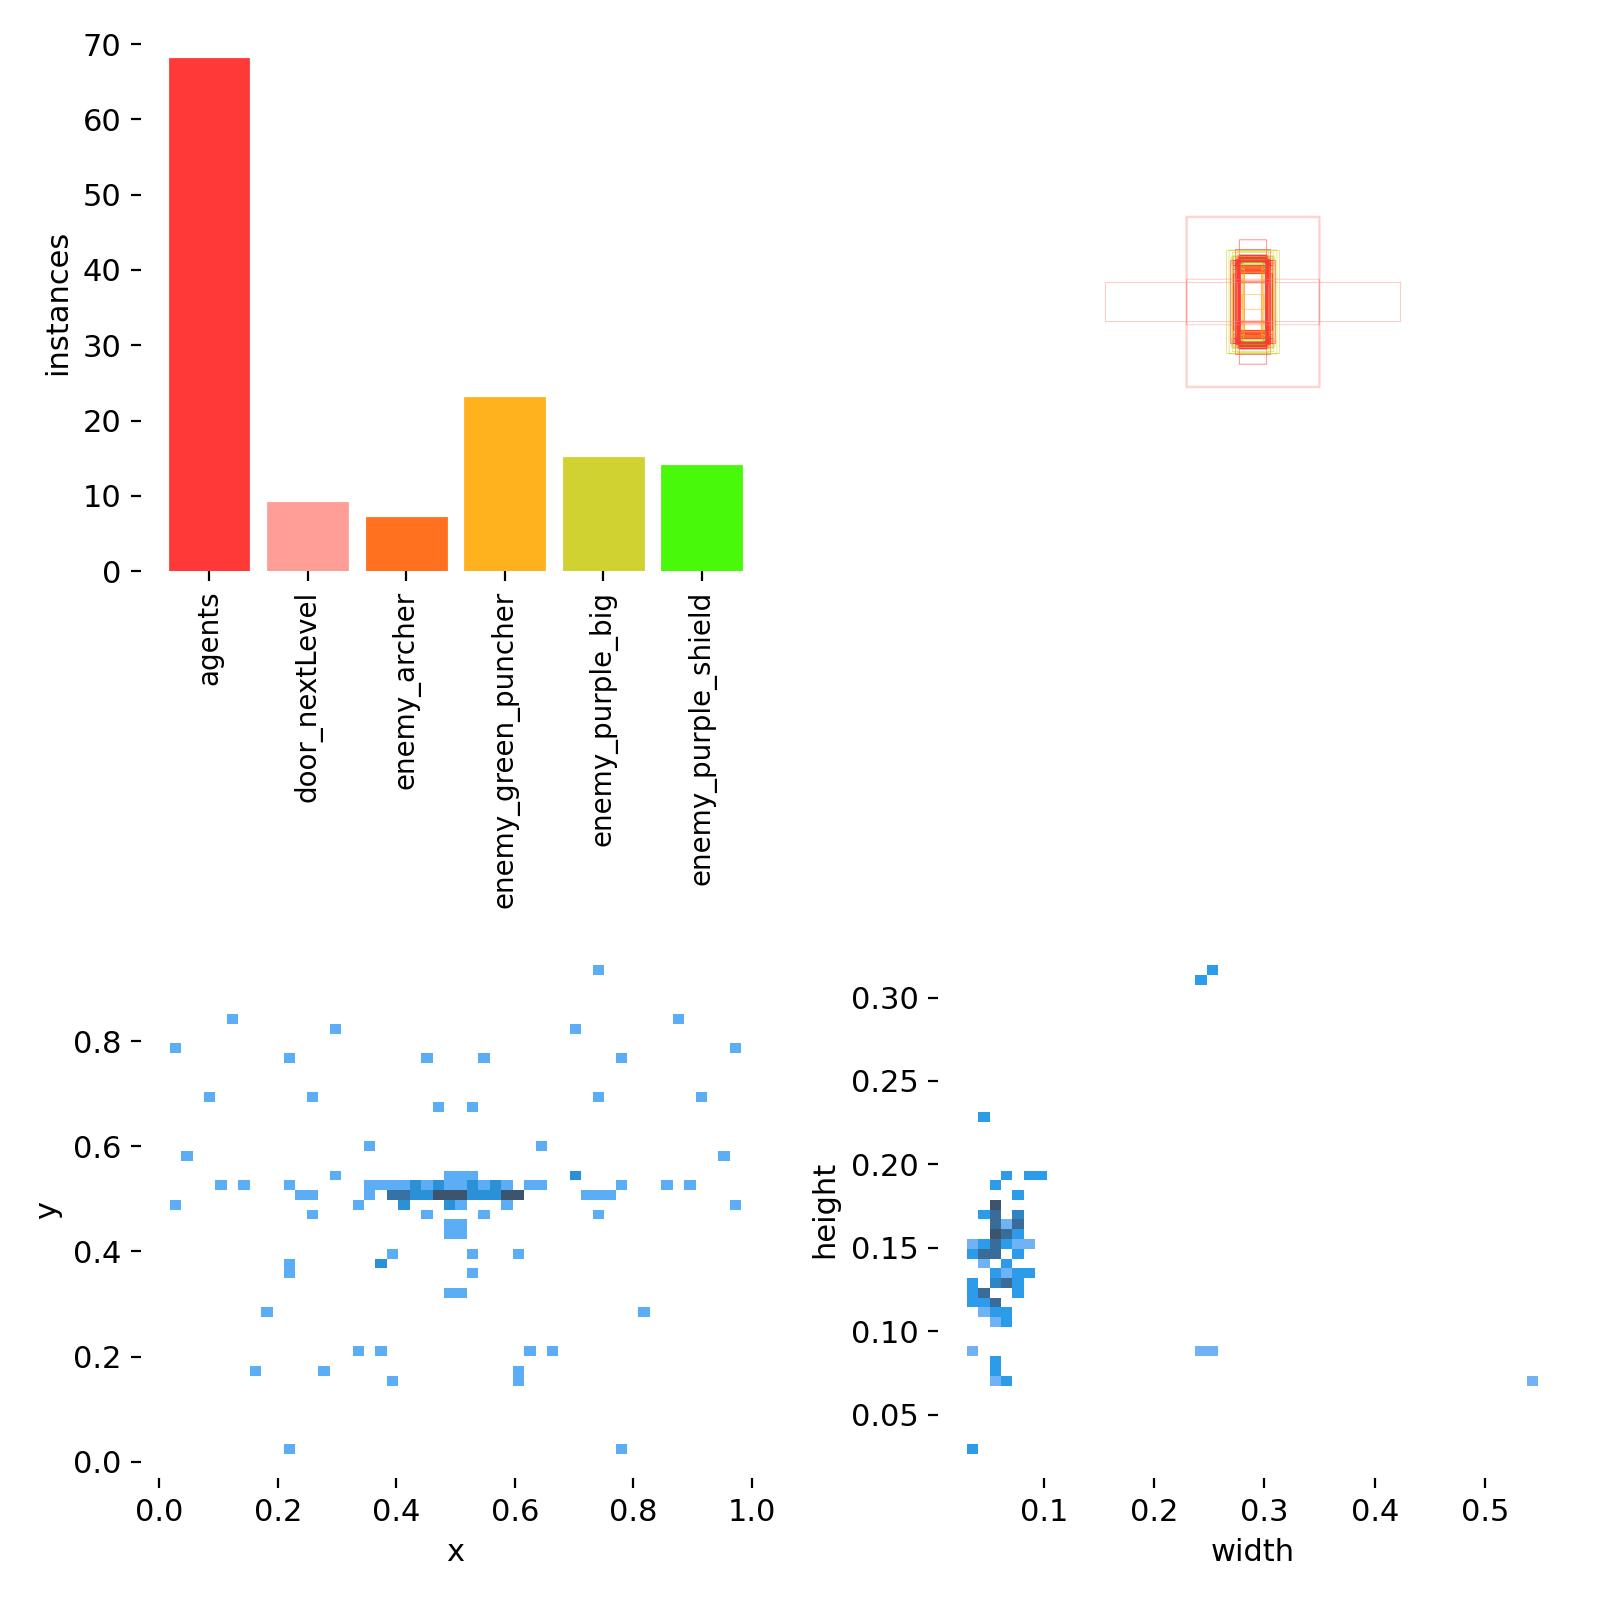 70
60
50
40
30
20
10
0
instances
agents
door_nextLevel
enemy_archer
enemy_green_puncher
enemy_purple_big
enemy_purple_shield
0.8
0.6
0.4
0.2
0.0
y
0.0 0.2 0.4 0.6 0.8 1.0
x
0.30
0.25
0.20
0.15
0.10
0.05
height
0.1 0.2 0.3 0.4 0.5
width